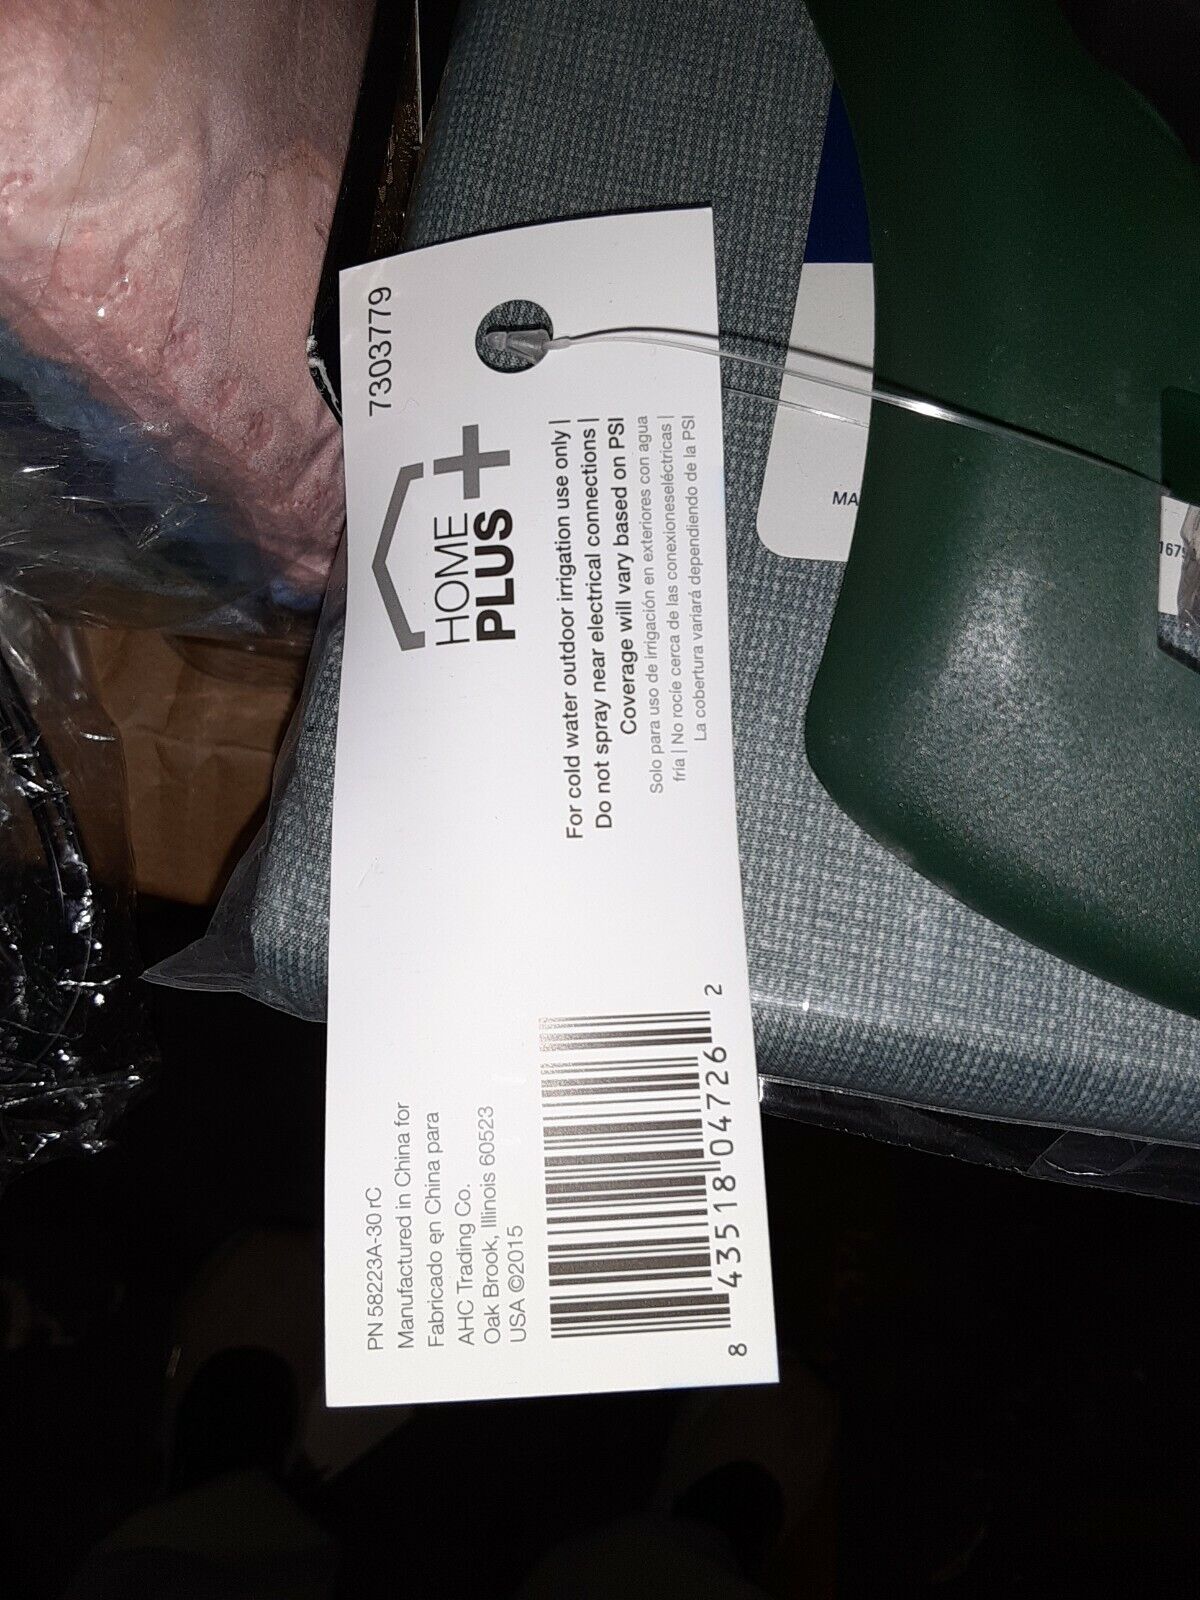 7303779
HOME
PLUS+
For cold water outdoor irrigation use only |
Do not spray near electrical connections |
Coverage will vary based on PSI
Solo para uso de irrigación en exteriores con agua
fría | No rocíe cerca de las conexioneseléctricas |
La cobertura variará dependiendo de la PSI
PN 58223A-30 rC
Manufactured in China for
Fabricado en China para
AHC Trading Co.
Oak Brook, Illinois 60523
USA ©2015
8 43518 04726 2
MA
1679